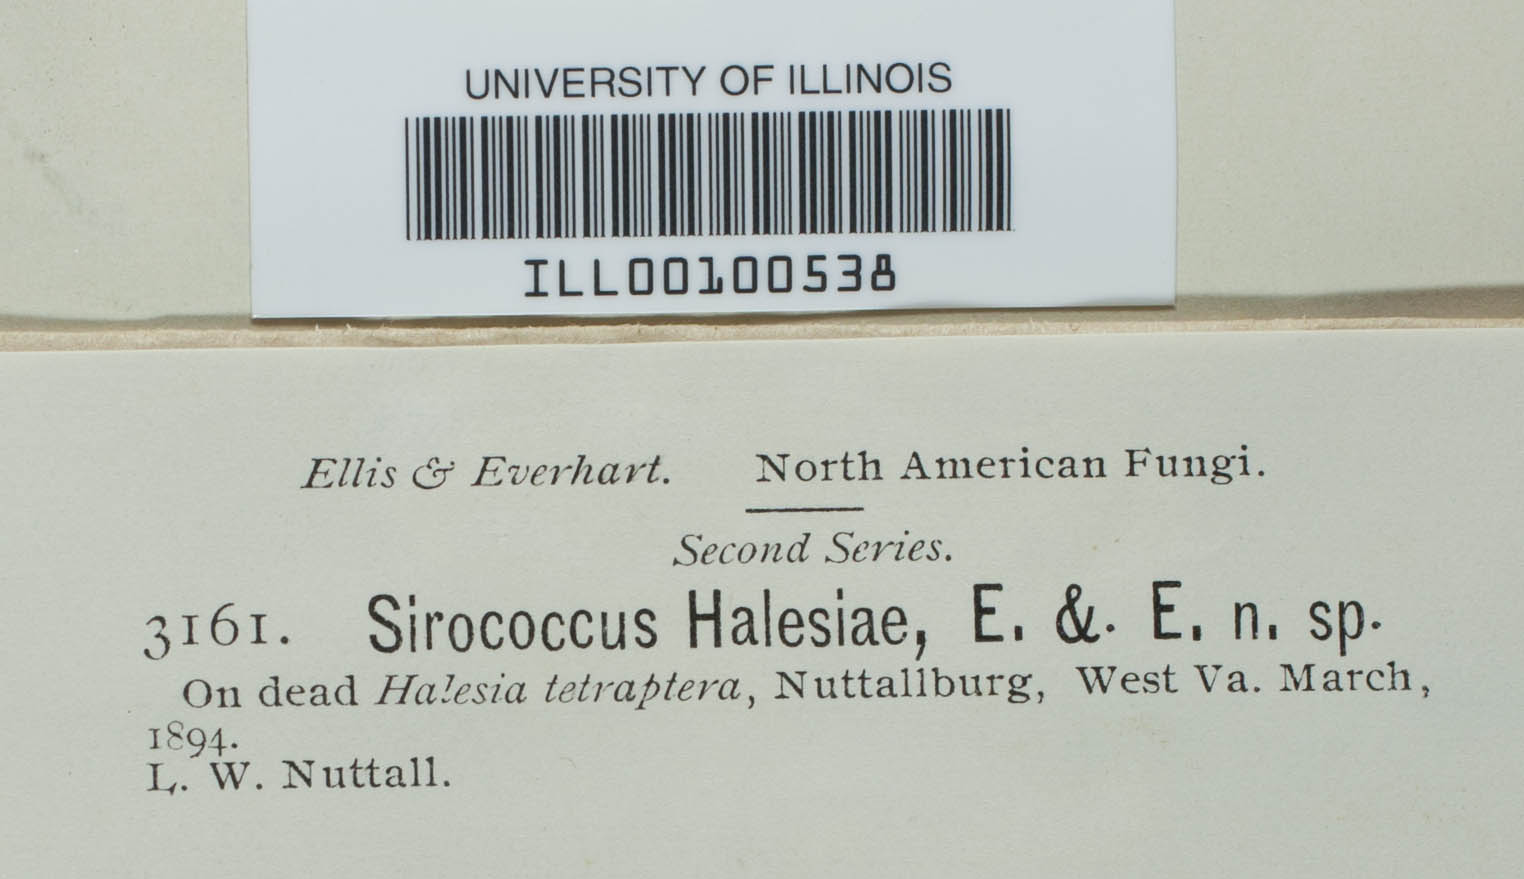 UNIVERSITY OF ILLINOIS
ILL00100538
Ellis & Everhart. North American Fungi.
Second Series.
3161. Sirococcus Halesiae, E. &. E. n. sp.
On dead Halesia tetraptera, Nuttallburg, West Va. March,
1894.
L. W. Nuttall.